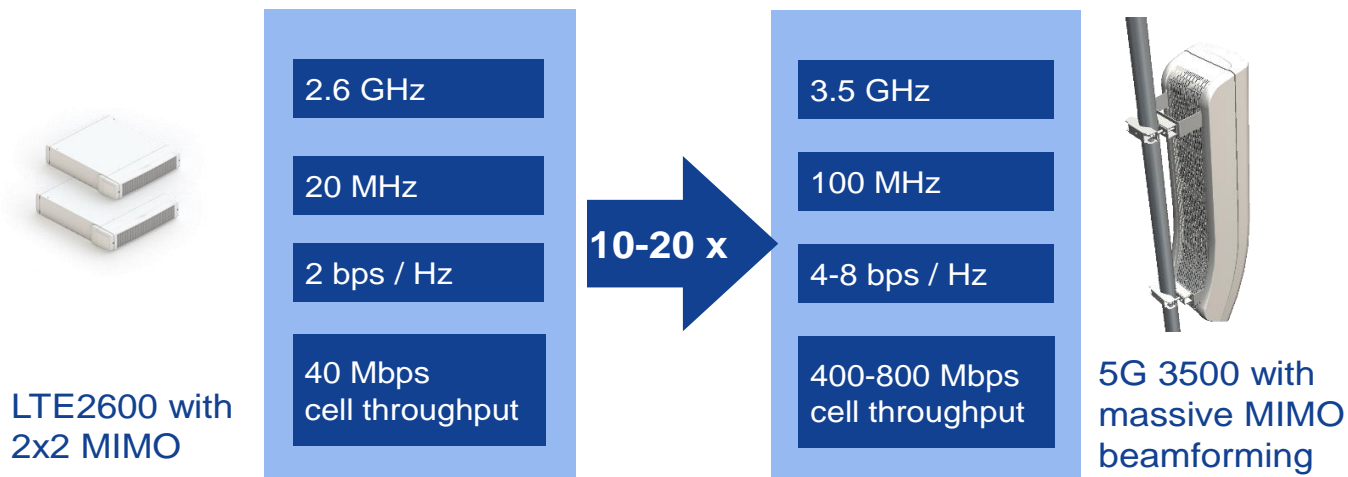 LTE2600 with
2x2 MIMO
2.6 GHz
20 MHz
2 bps / Hz
40 Mbps
cell throughput
10-20 x
3.5 GHz
100 MHz
4-8 bps / Hz
400-800 Mbps
cell throughput
5G 3500 with
massive MIMO
beamforming